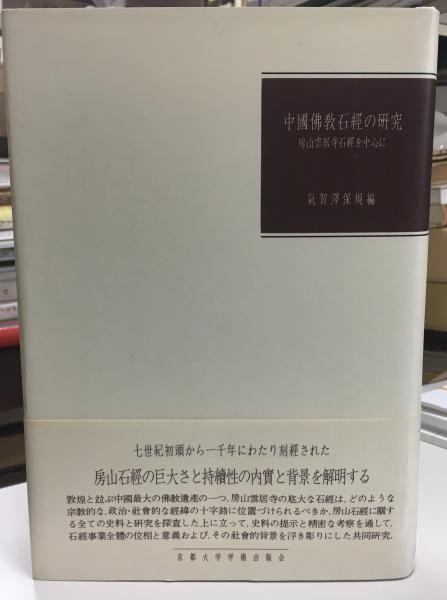 中國佛教石經の研究
房山雲居寺石經を中心に
氣賀澤保規編
七世紀初頭から一千年にわたり刻經された
房山石經の巨大さと持續性の内實と背景を解明する
敦煌と竝ぶ中國最大の佛敎遺產の一つ，房山雲居寺の厖大な石經は，どのような
宗敎的な，政治·社會的な經緯の十字路に位置づけられるべきか．房山石經に關す
る全ての史料と硏究を探査した上に立って，史料の提示と精密な考察を通して，
石經事業全體の位相と意義および，その社會的背景を浮き彫りにした共同硏究．
京都大学学術出版会